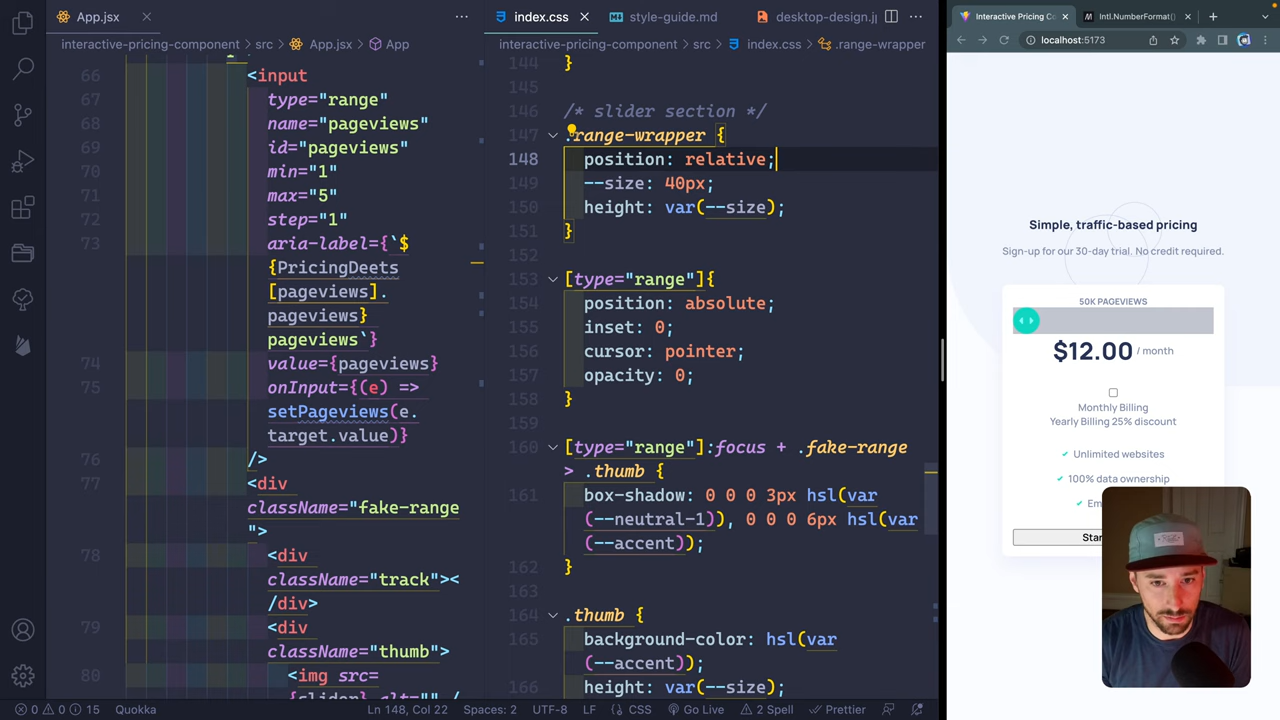 App.jsx
interactive-pricing-component > src > App.jsx > App
66 <input
67 type="range"
68 name="pageviews"
69 id="pageviews"
70 min="1"
71 max="5"
72 step="1"
73 aria-label={`$
{PricingDeets
[pageviews].
pageviews}
pageviews`}
74 value={pageviews}
75 onInput={(e) =>
setPageviews(e.
target.value)}
76 />
77 <div
className="fake-range
">
78 <div
className="track"><
/div>
79 <div
className="thumb">
80 <img src=
index.css
style-guide.md
desktop-design.j
interactive-pricing-component > src > index.css > .range-wrapper
144 }
145
146 /* slider section */
147 .range-wrapper {
148 position: relative;
149 --size: 40px;
150 height: var(--size);
151 }
152
153 [type="range"]{
154 position: absolute;
155 inset: 0;
156 cursor: pointer;
157 opacity: 0;
158 }
159
160 [type="range"]:focus + .fake-range
> .thumb {
161 box-shadow: 0 0 0 3px hsl(var
(--neutral-1)), 0 0 0 6px hsl(var
(--accent));
162 }
163
164 .thumb {
165 background-color: hsl(var
(--accent));
166 height: var(--size);
0 0 15 Quokka Ln 148, Col 22 Spaces: 2 UTF-8 LF CSS Go Live 2 Spell Prettier
Interactive Pricing Co
Intl.NumberFormat()
localhost:5173
Simple, traffic-based pricing
Sign-up for our 30-day trial. No credit required.
50K PAGEVIEWS
$12.00 / month
Monthly Billing
Yearly Billing 25% discount
Unlimited websites
100% data ownership
Em
Star